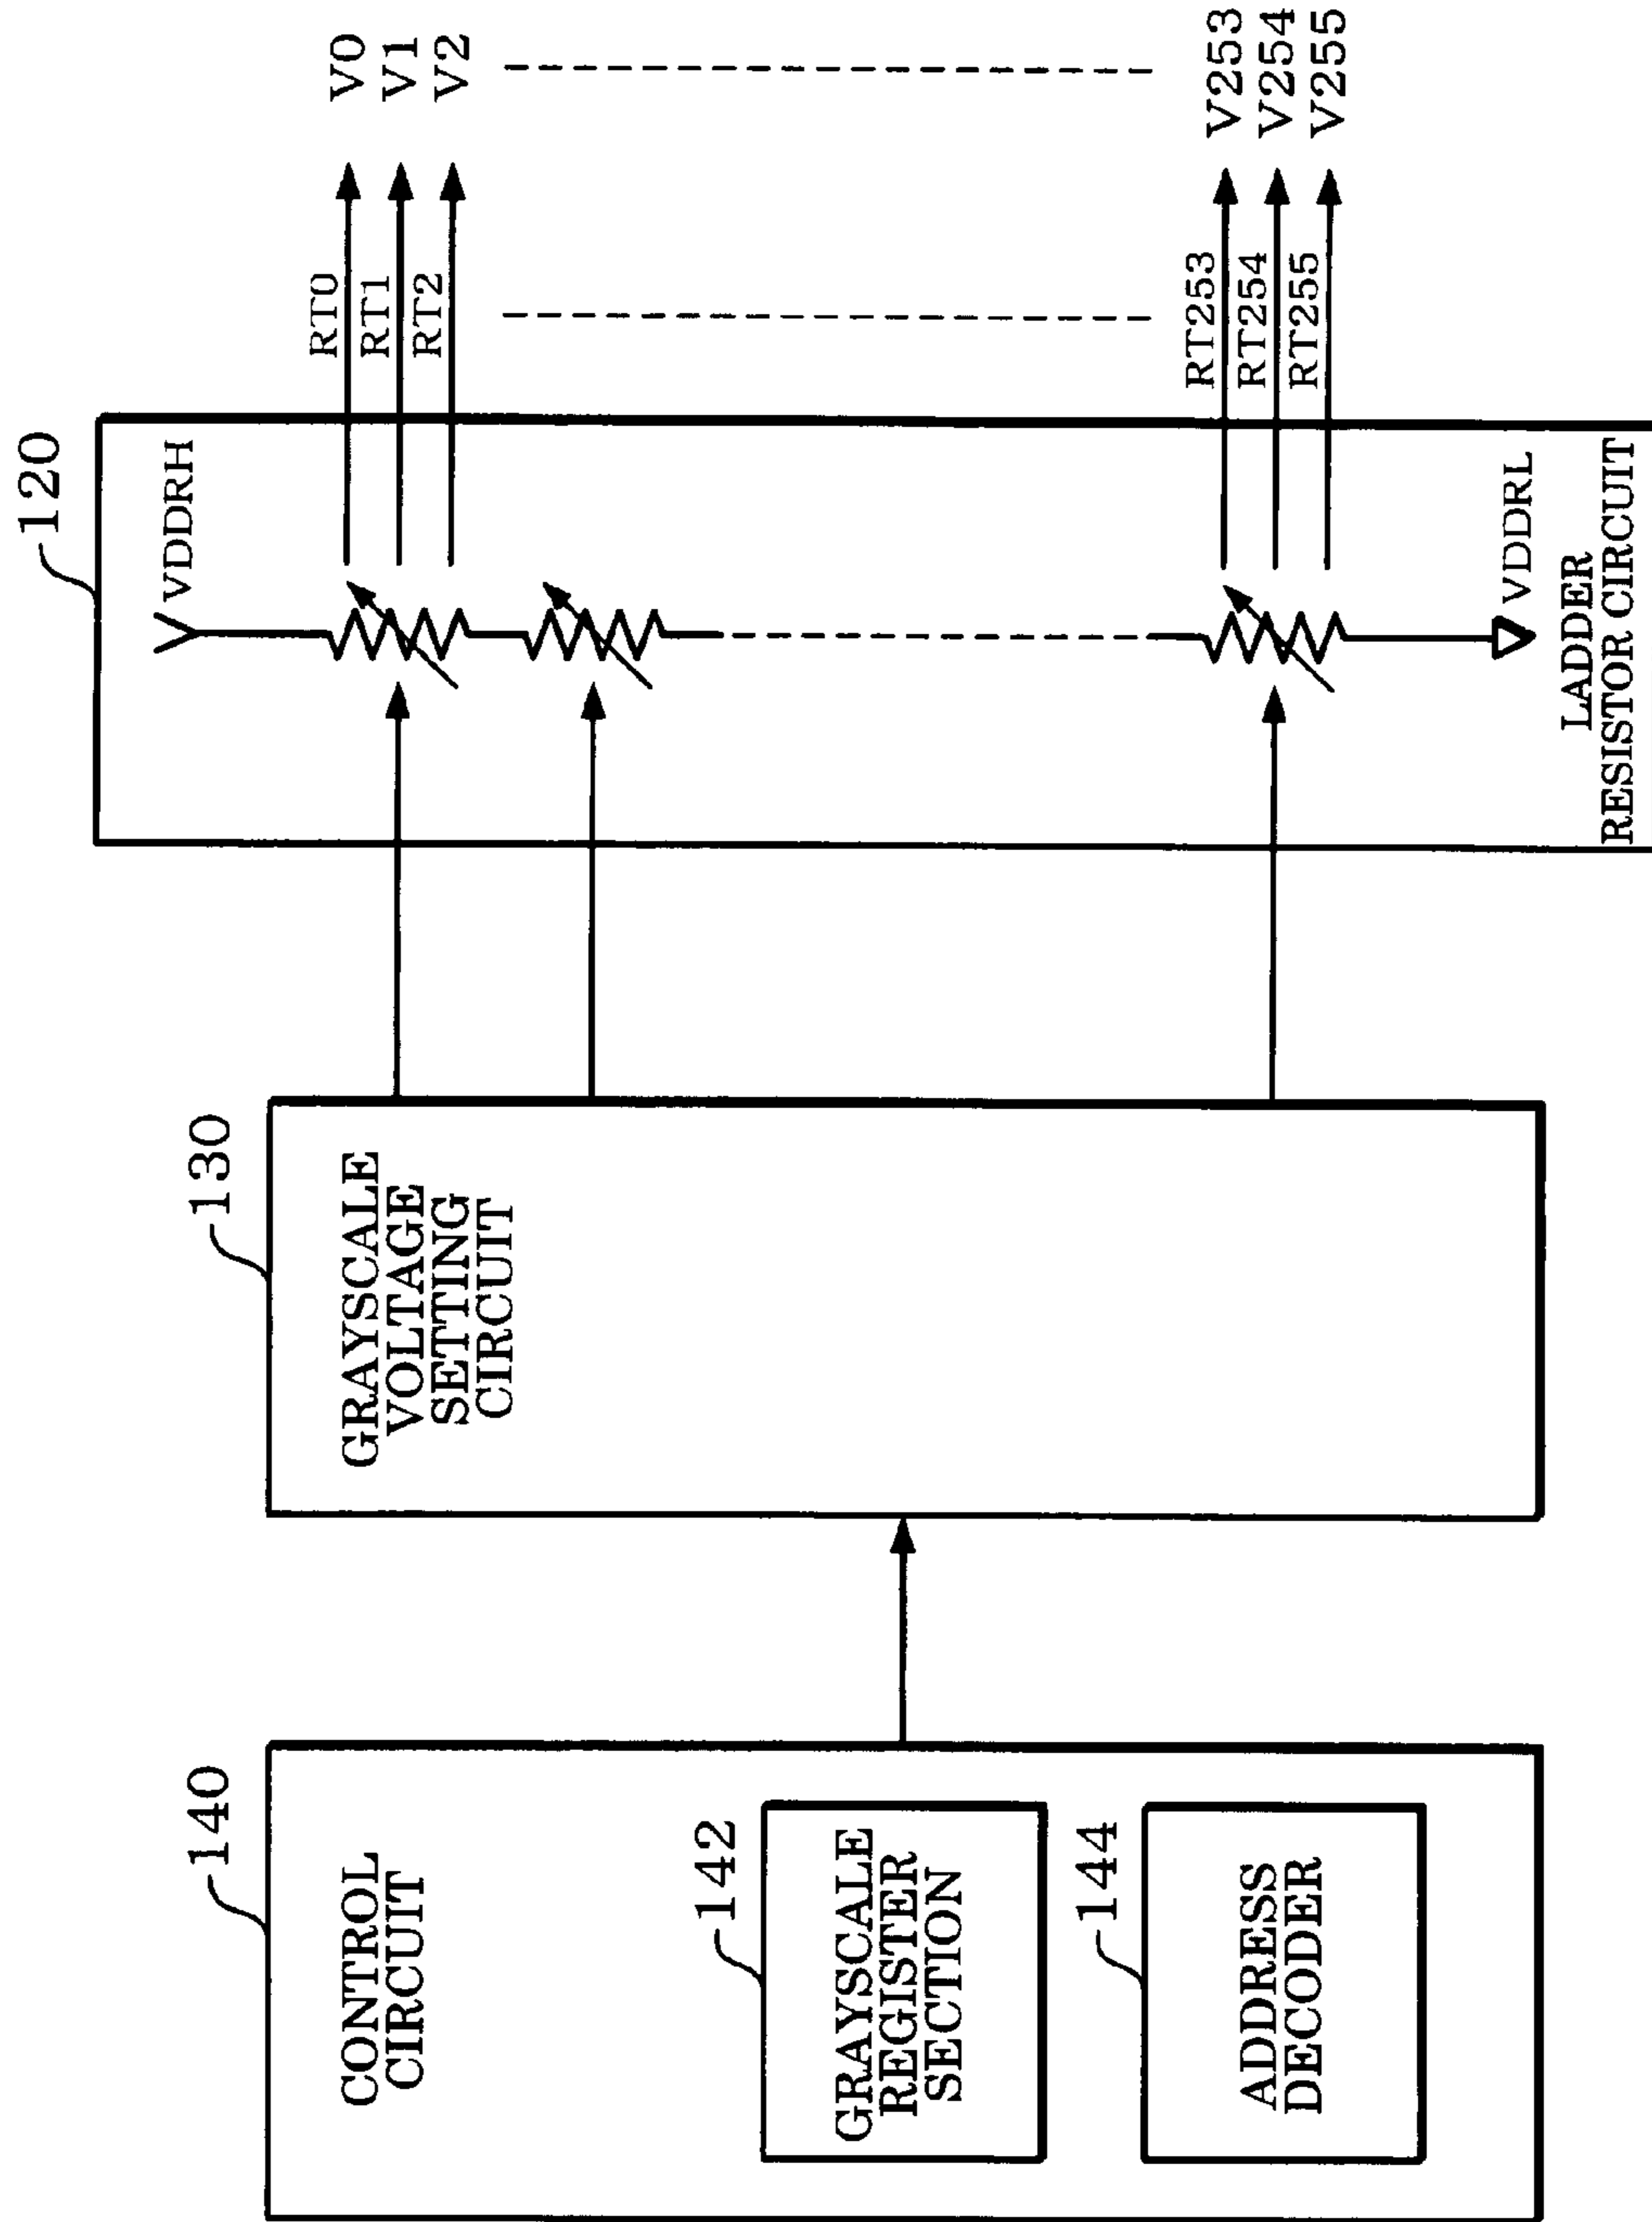 140
CONTROL
CIRCUIT
142
GRAYSCALE
REGISTER
SECTION
144
ADDRESS
DECODER
130
GRAYSCALE
VOLTAGE
SETTING
CIRCUIT
120
VDDRH
VDDRL
LADDER
RESISTOR CIRCUIT
RT0
RT1
RT2
RT253
RT254
RT255
V0
V1
V2
V253
V254
V255